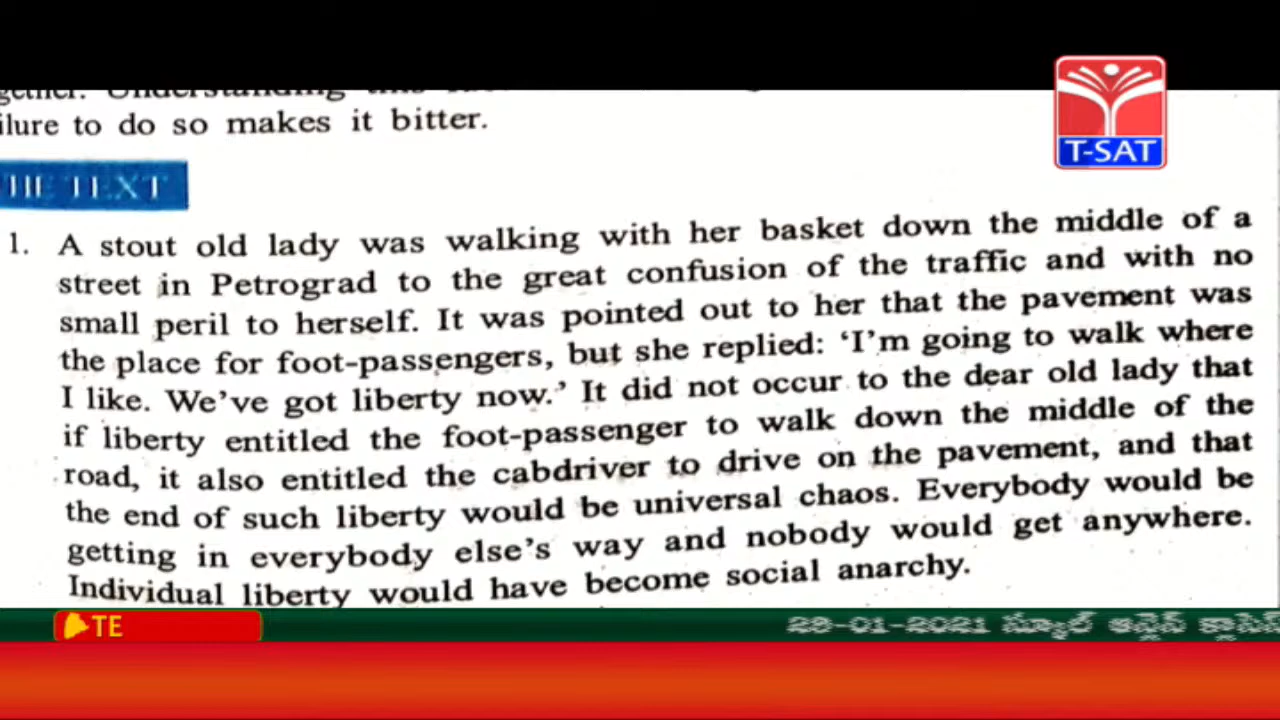 ilure to do so makes it bitter.
T-SAT
HE TEXT
1. A stout old lady was walking with her basket down the middle of a
street in Petrograd to the great confusion of the traffic and with no
small peril to herself. It was pointed out to her that the pavement was
the place for foot-passengers, but she replied: ‘I’m going to walk where
I like. We’ve got liberty now.’ It did not occur to the dear old lady that
if liberty entitled the foot-passenger to walk down the middle of the
road, it also entitled the cabdriver to drive on the pavement, and that
the end of such liberty would be universal chaos. Everybody would be
getting in everybody else’s way and nobody would get anywhere.
Individual liberty would have become social anarchy.
TE
29-01-2021